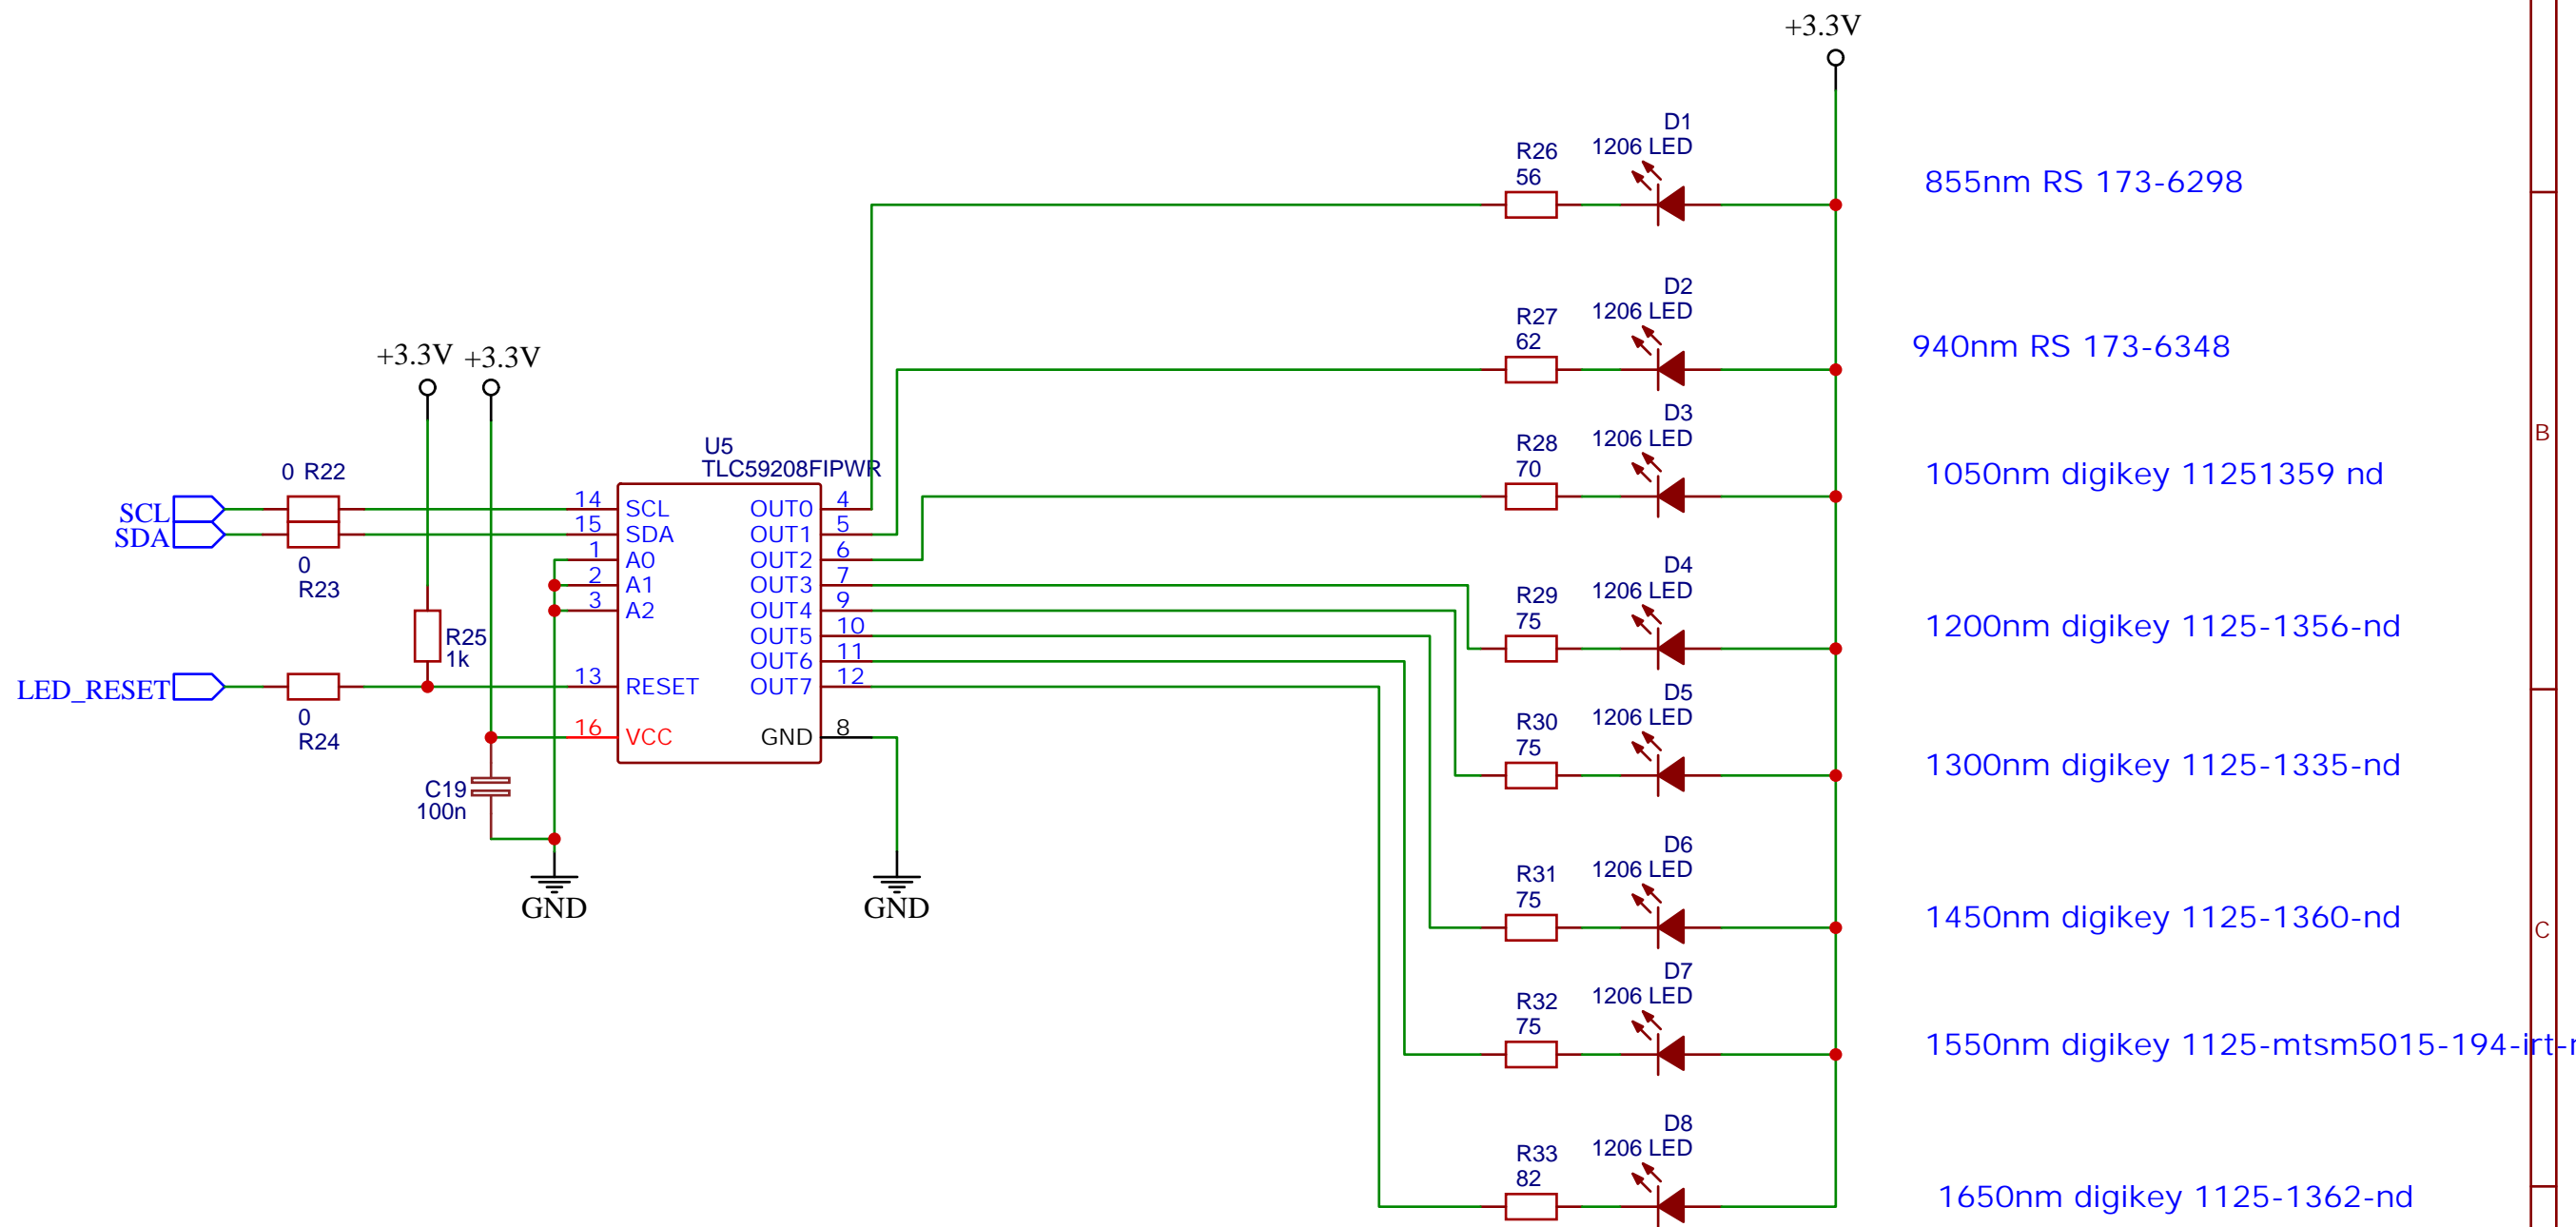 +3.3V
D1
1206 LED
R26
56
855nm RS 173-6298
D2
1206 LED
R27
62
940nm RS 173-6348
+3.3V +3.3V
D3
1206 LED
R28
70
1050nm digikey 11251359 nd
B
U5
TLC59208FIPWR
0 R22
SCL
SDA
0
R23
14 SCL
15 SDA
1 A0
2 A1
3 A2
13 RESET
16 VCC
OUT0 4
OUT1 5
OUT2 6
OUT3 7
OUT4 9
OUT5 10
OUT6 11
OUT7 12
GND 8
R25
1k
LED_RESET
0
R24
C19
100n
GND
GND
D4
1206 LED
R29
75
1200nm digikey 1125-1356-nd
D5
1206 LED
R30
75
1300nm digikey 1125-1335-nd
D6
1206 LED
R31
75
1450nm digikey 1125-1360-nd
C
D7
1206 LED
R32
75
1550nm digikey 1125-mtsm5015-194-irt-
D8
1206 LED
R33
82
1650nm digikey 1125-1362-nd